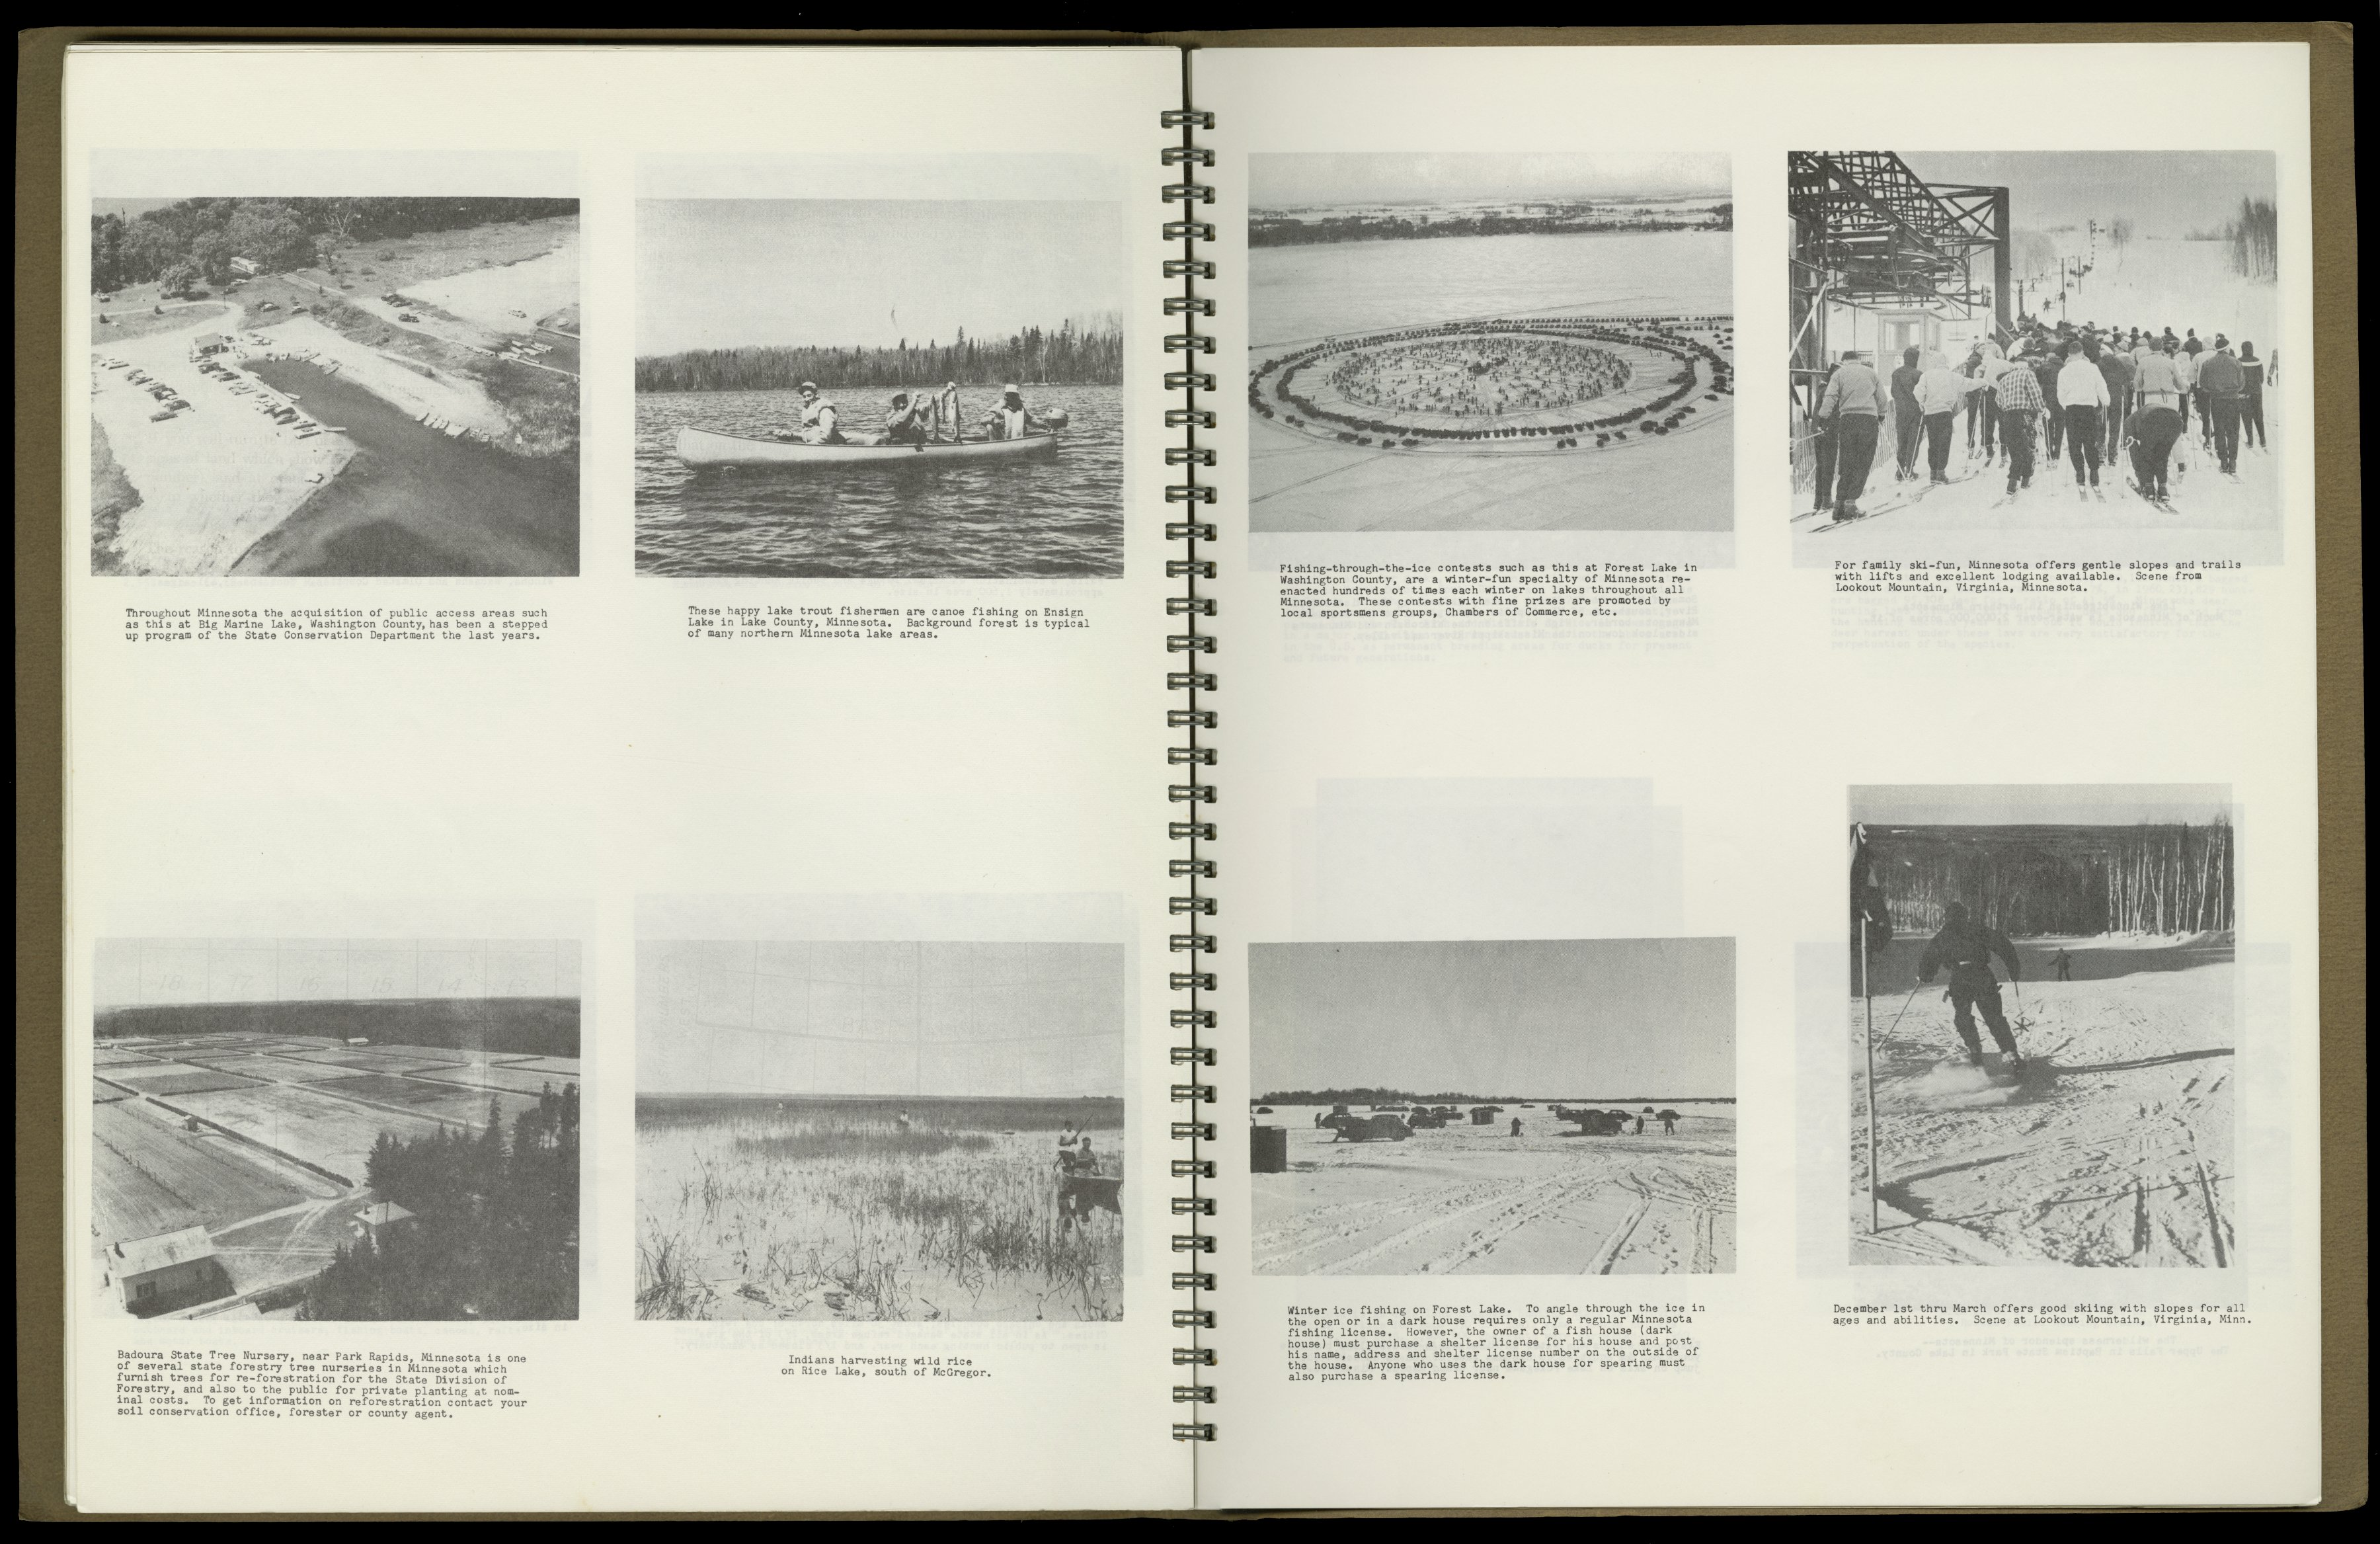 Throughout Minnesota the acquisition of public access areas such
as this at Big Marine Lake, Washington County, has been a stepped
up program of the State Conservation Department the last years.
These happy lake trout fishermen are canoe fishing on Ensign
Lake in Lake County, Minnesota. Background forest is typical
of many northern Minnesota lake areas.
Badoura State Tree Nursery, near Park Rapids, Minnesota is one
of several state forestry tree nurseries in Minnesota which
furnish trees for re-forestration for the State Division of
Forestry, and also to the public for private planting at nom-
inal costs. To get information on reforestration contact your
soil conservation office, forester or county agent.
Indians harvesting wild rice
on Rice Lake, south of McGregor.
Fishing-through-the-ice contests such as this at Forest Lake in
Washington County, are a winter-fun specialty of Minnesota re-
enacted hundreds of times each winter on lakes throughout all
Minnesota. These contests with fine prizes are promoted by
local sportsmens groups, Chambers of Commerce, etc.
For family ski-fun, Minnesota offers gentle slopes and trails
with lifts and excellent lodging available. Scene from
Lookout Mountain, Virginia, Minnesota.
Winter ice fishing on Forest Lake. To angle through the ice in
the open or in a dark house requires only a regular Minnesota
fishing license. However, the owner of a fish house (dark
house) must purchase a shelter license for his house and post
his name, address and shelter license number on the outside of
the house. Anyone who uses the dark house for spearing must
also purchase a spearing license.
December 1st thru March offers good skiing with slopes for all
ages and abilities. Scene at Lookout Mountain, Virginia, Minn.